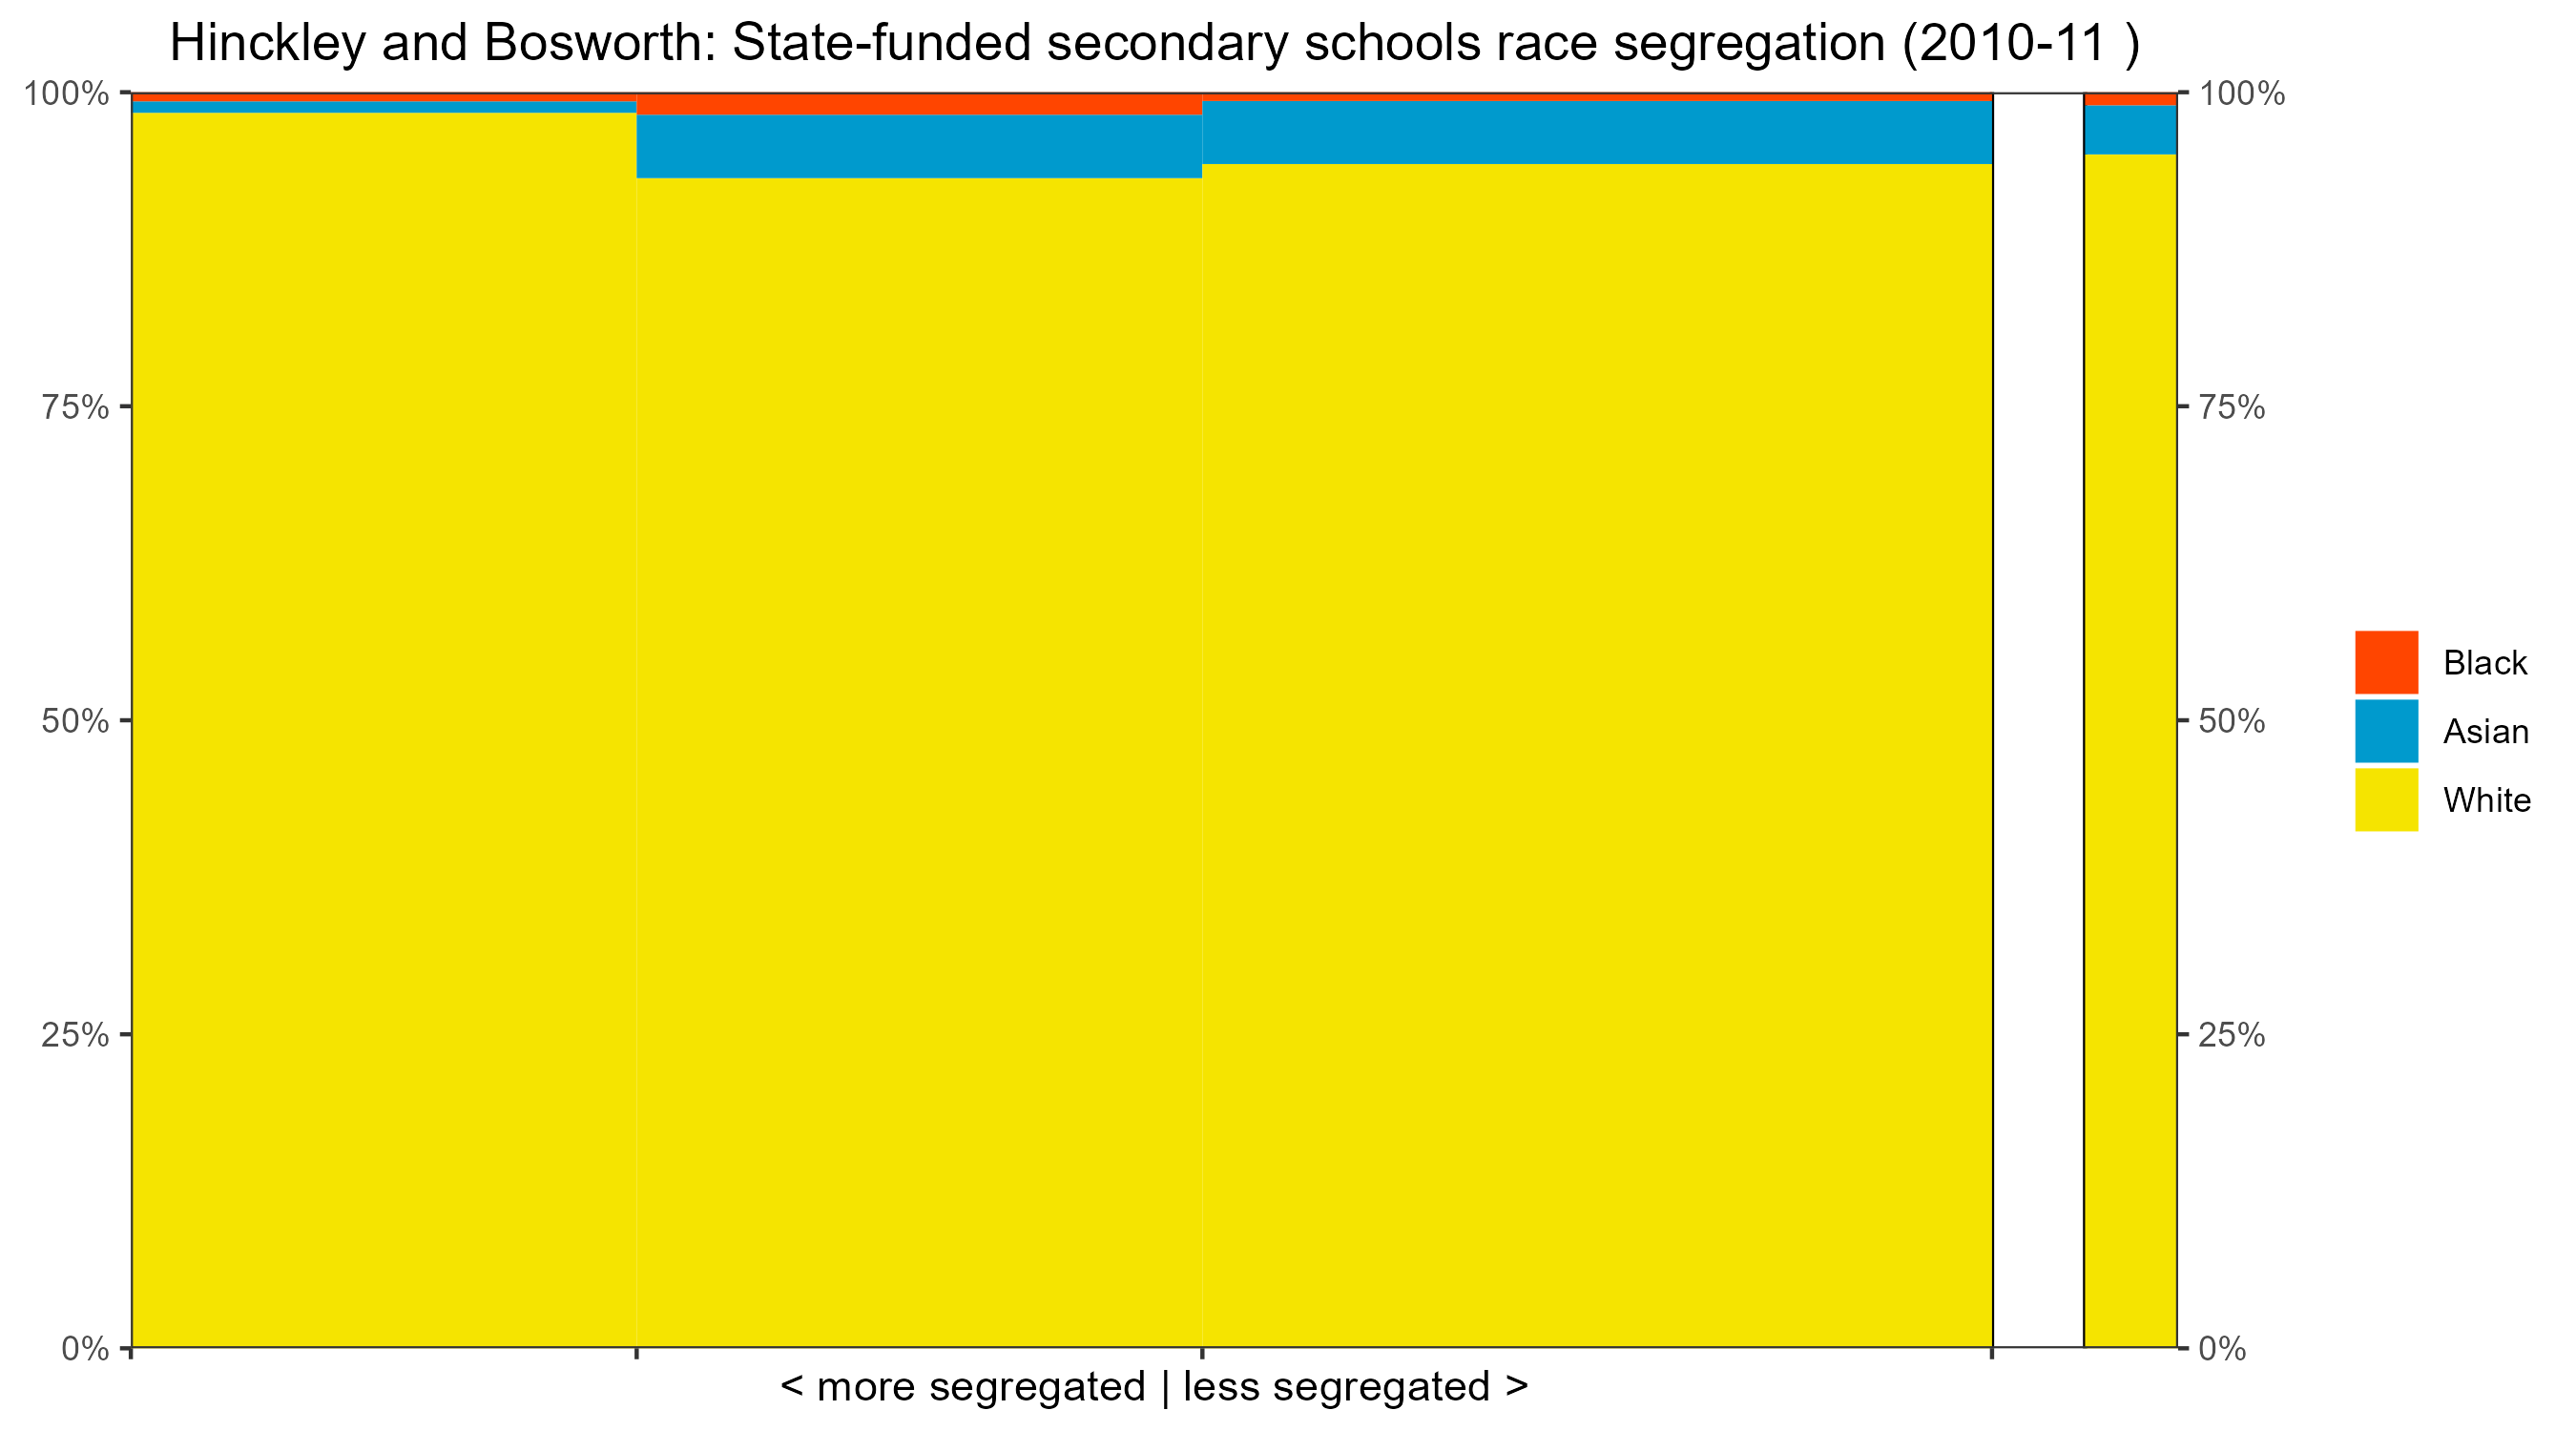 Hinckley and Bosworth: State-funded secondary schools race segregation (2010-11 )
100%
75%
50%
25%
0%
100%
75%
50%
25%
0%
Black
Asian
White
< more segregated | less segregated >